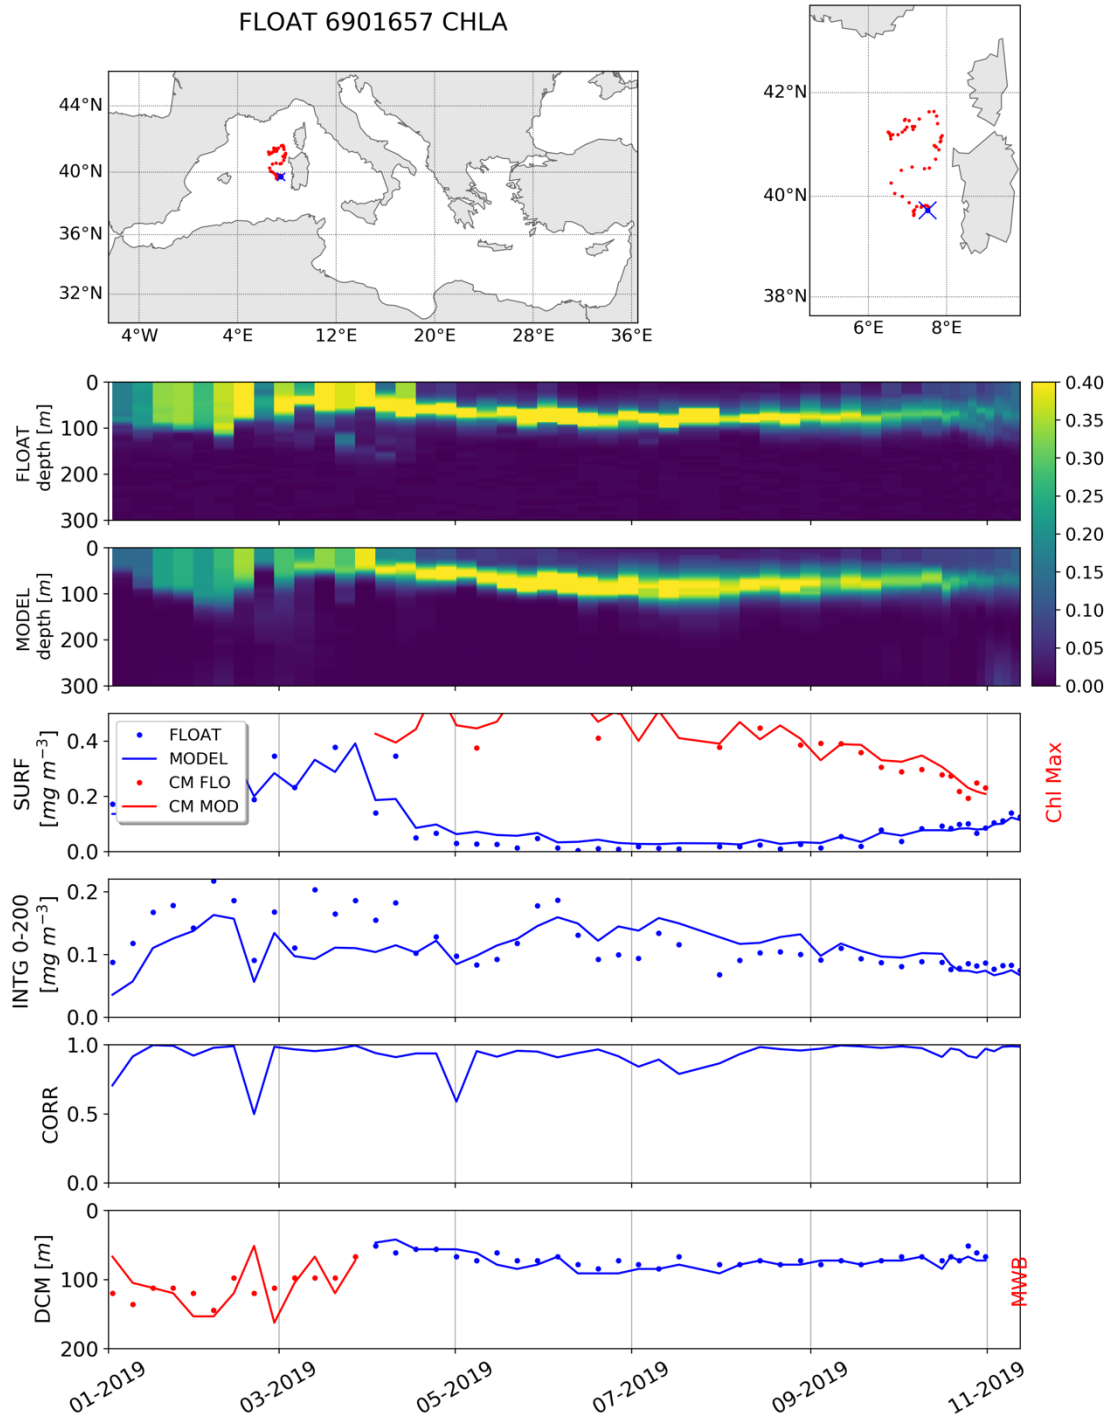 FLOAT 6901657 CHLA
44°N
40°N
36°N
32°N
4°W 4°E 12°E 20°E 28°E 36°E
42°N
40°N
38°N
6°E 8°E
FLOAT
depth [m]
0
100
200
300
MODEL
depth [m]
0
100
200
300
0.40
0.35
0.30
0.25
0.20
0.15
0.10
0.05
0.00
SURF
[mg m⁻³]
0.4
0.2
0.0
FLOAT
MODEL
CM FLO
CM MOD
Chl Max
INTG 0-200
[mg m⁻³]
0.2
0.1
0.0
CORR
1.0
0.5
0.0
DCM [m]
0
100
200
MWB
01-2019 03-2019 05-2019 07-2019 09-2019 11-2019